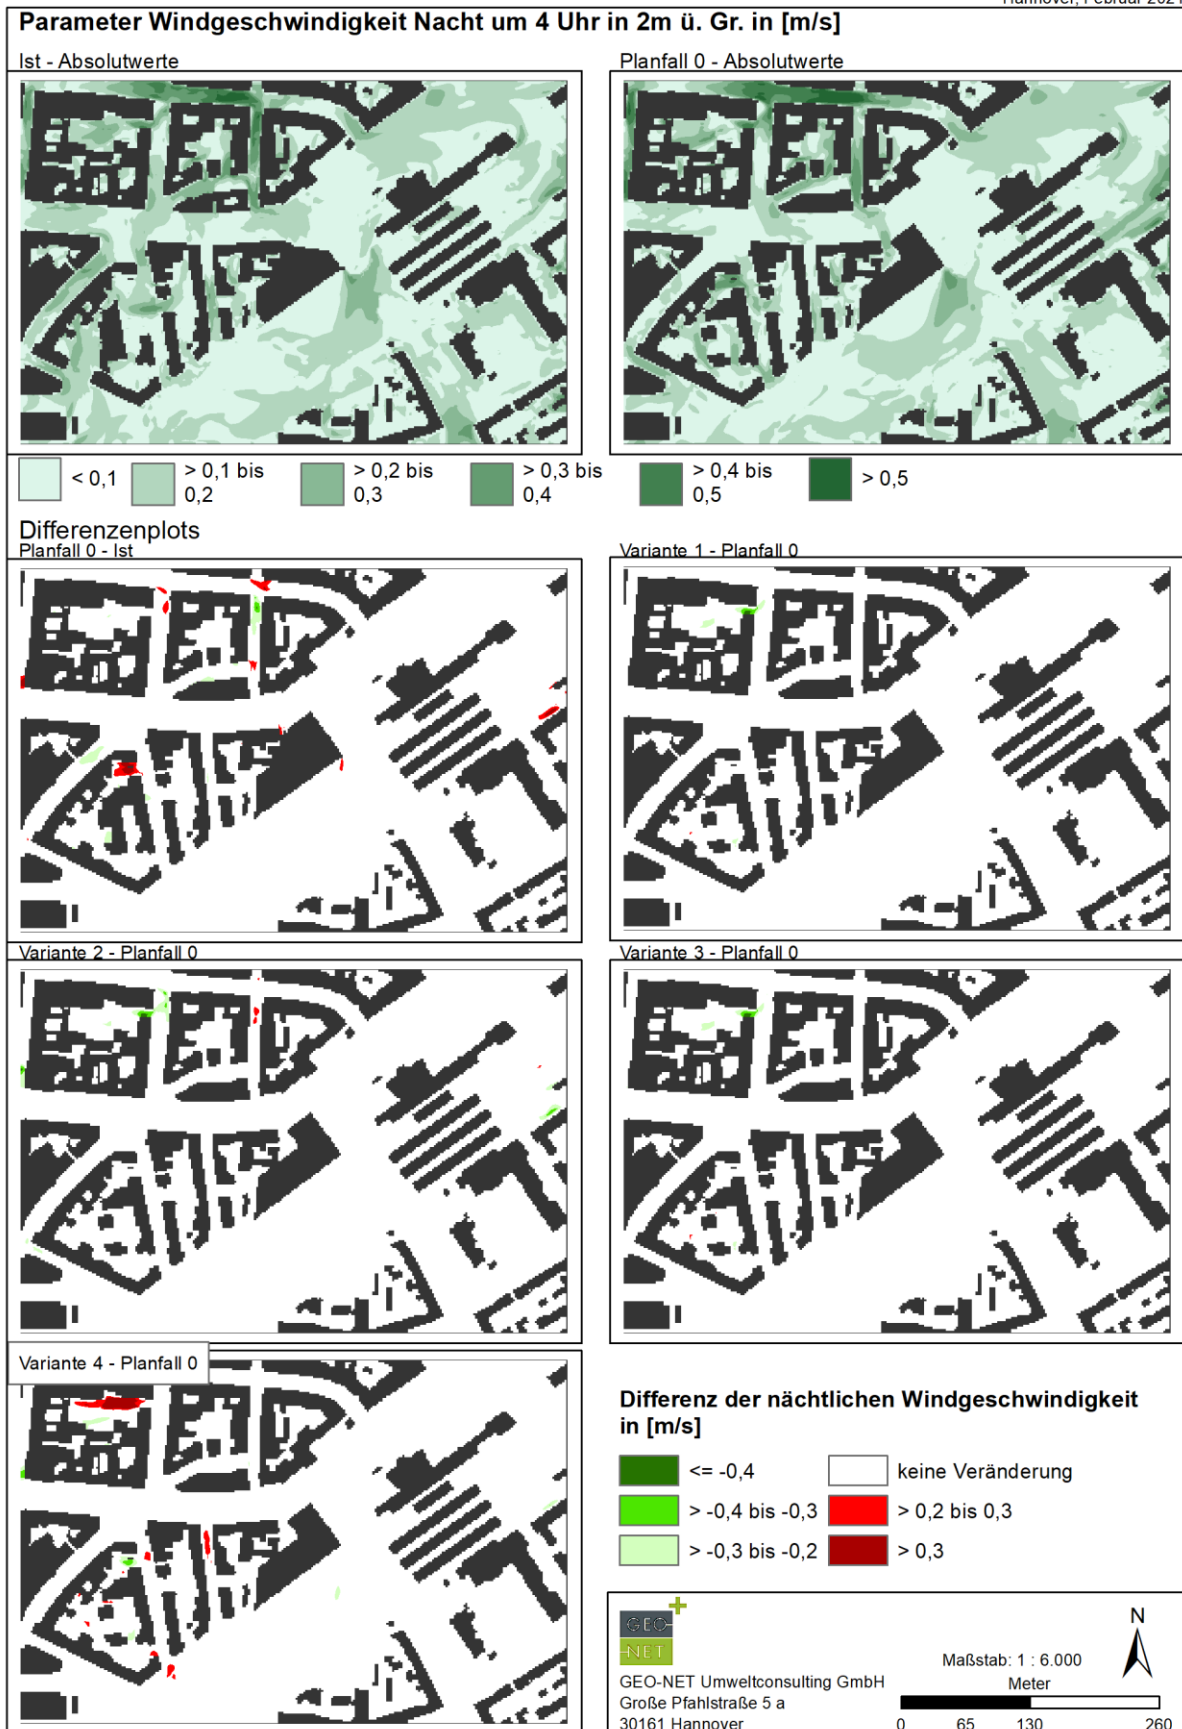 Hannover, Februar 2021
Parameter Windgeschwindigkeit Nacht um 4 Uhr in 2m ü. Gr. in [m/s]
Ist - Absolutwerte
Planfall 0 - Absolutwerte
< 0,1
> 0,1 bis
0,2
> 0,2 bis
0,3
> 0,3 bis
0,4
> 0,4 bis
0,5
> 0,5
Differenzenplots
Planfall 0 - Ist
Variante 1 - Planfall 0
Variante 2 - Planfall 0
Variante 3 - Planfall 0
Variante 4 - Planfall 0
Differenz der nächtlichen Windgeschwindigkeit
in [m/s]
<= -0,4
keine Veränderung
> -0,4 bis -0,3
> 0,2 bis 0,3
> -0,3 bis -0,2
> 0,3
GEO-
NET
GEO-NET Umweltconsulting GmbH
Große Pfahlstraße 5 a
30161 Hannover
N
Maßstab: 1 : 6.000
Meter
0 65 130 260